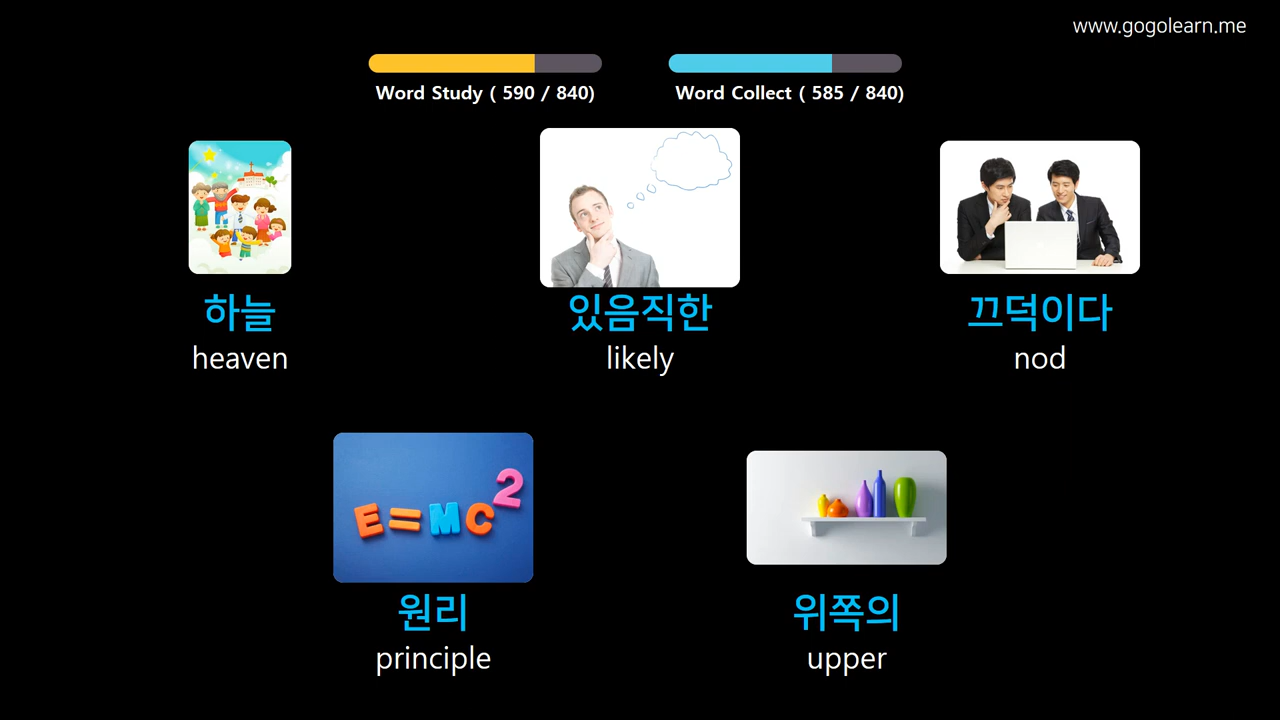 www.gogolearn.me
Word Study ( 590 / 840)
Word Collect ( 585 / 840)
하늘
heaven
있음직한
likely
끄덕이다
nod
E=MC2
원리
principle
위쪽의
upper